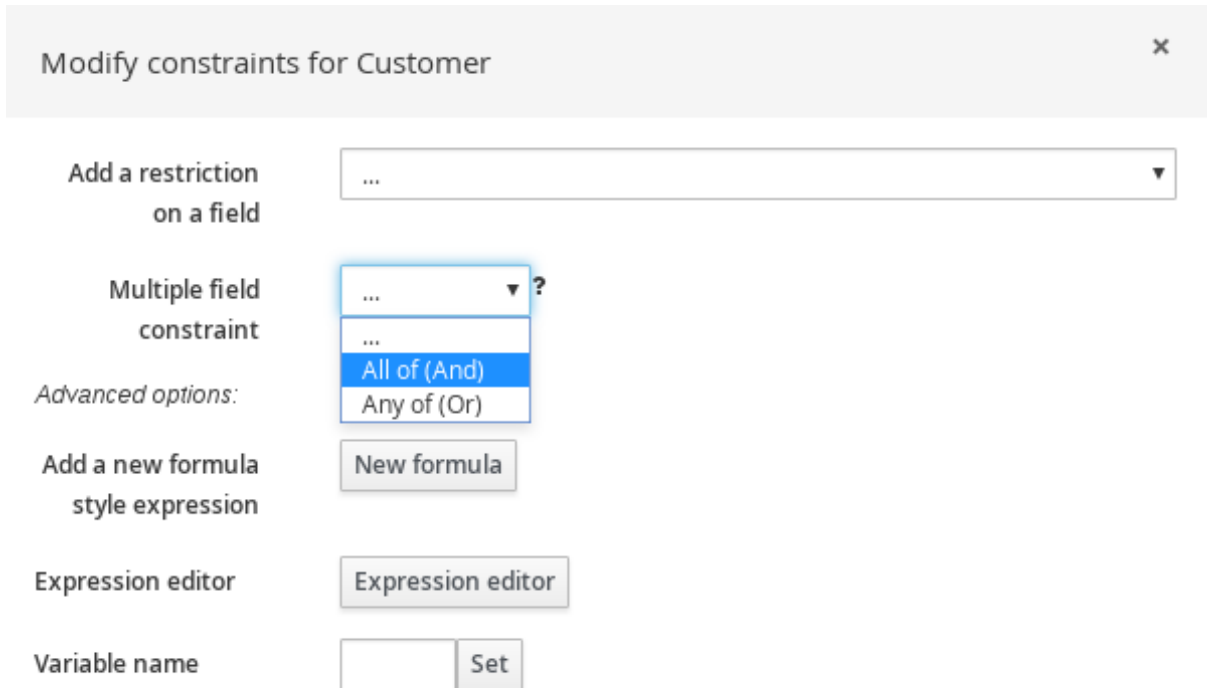 Modify constraints for Customer ×
Add a restriction
on a field
...
Multiple field
constraint
... ?
...
All of (And)
Any of (Or)
Advanced options:
Add a new formula
style expression
New formula
Expression editor
Expression editor
Variable name
Set